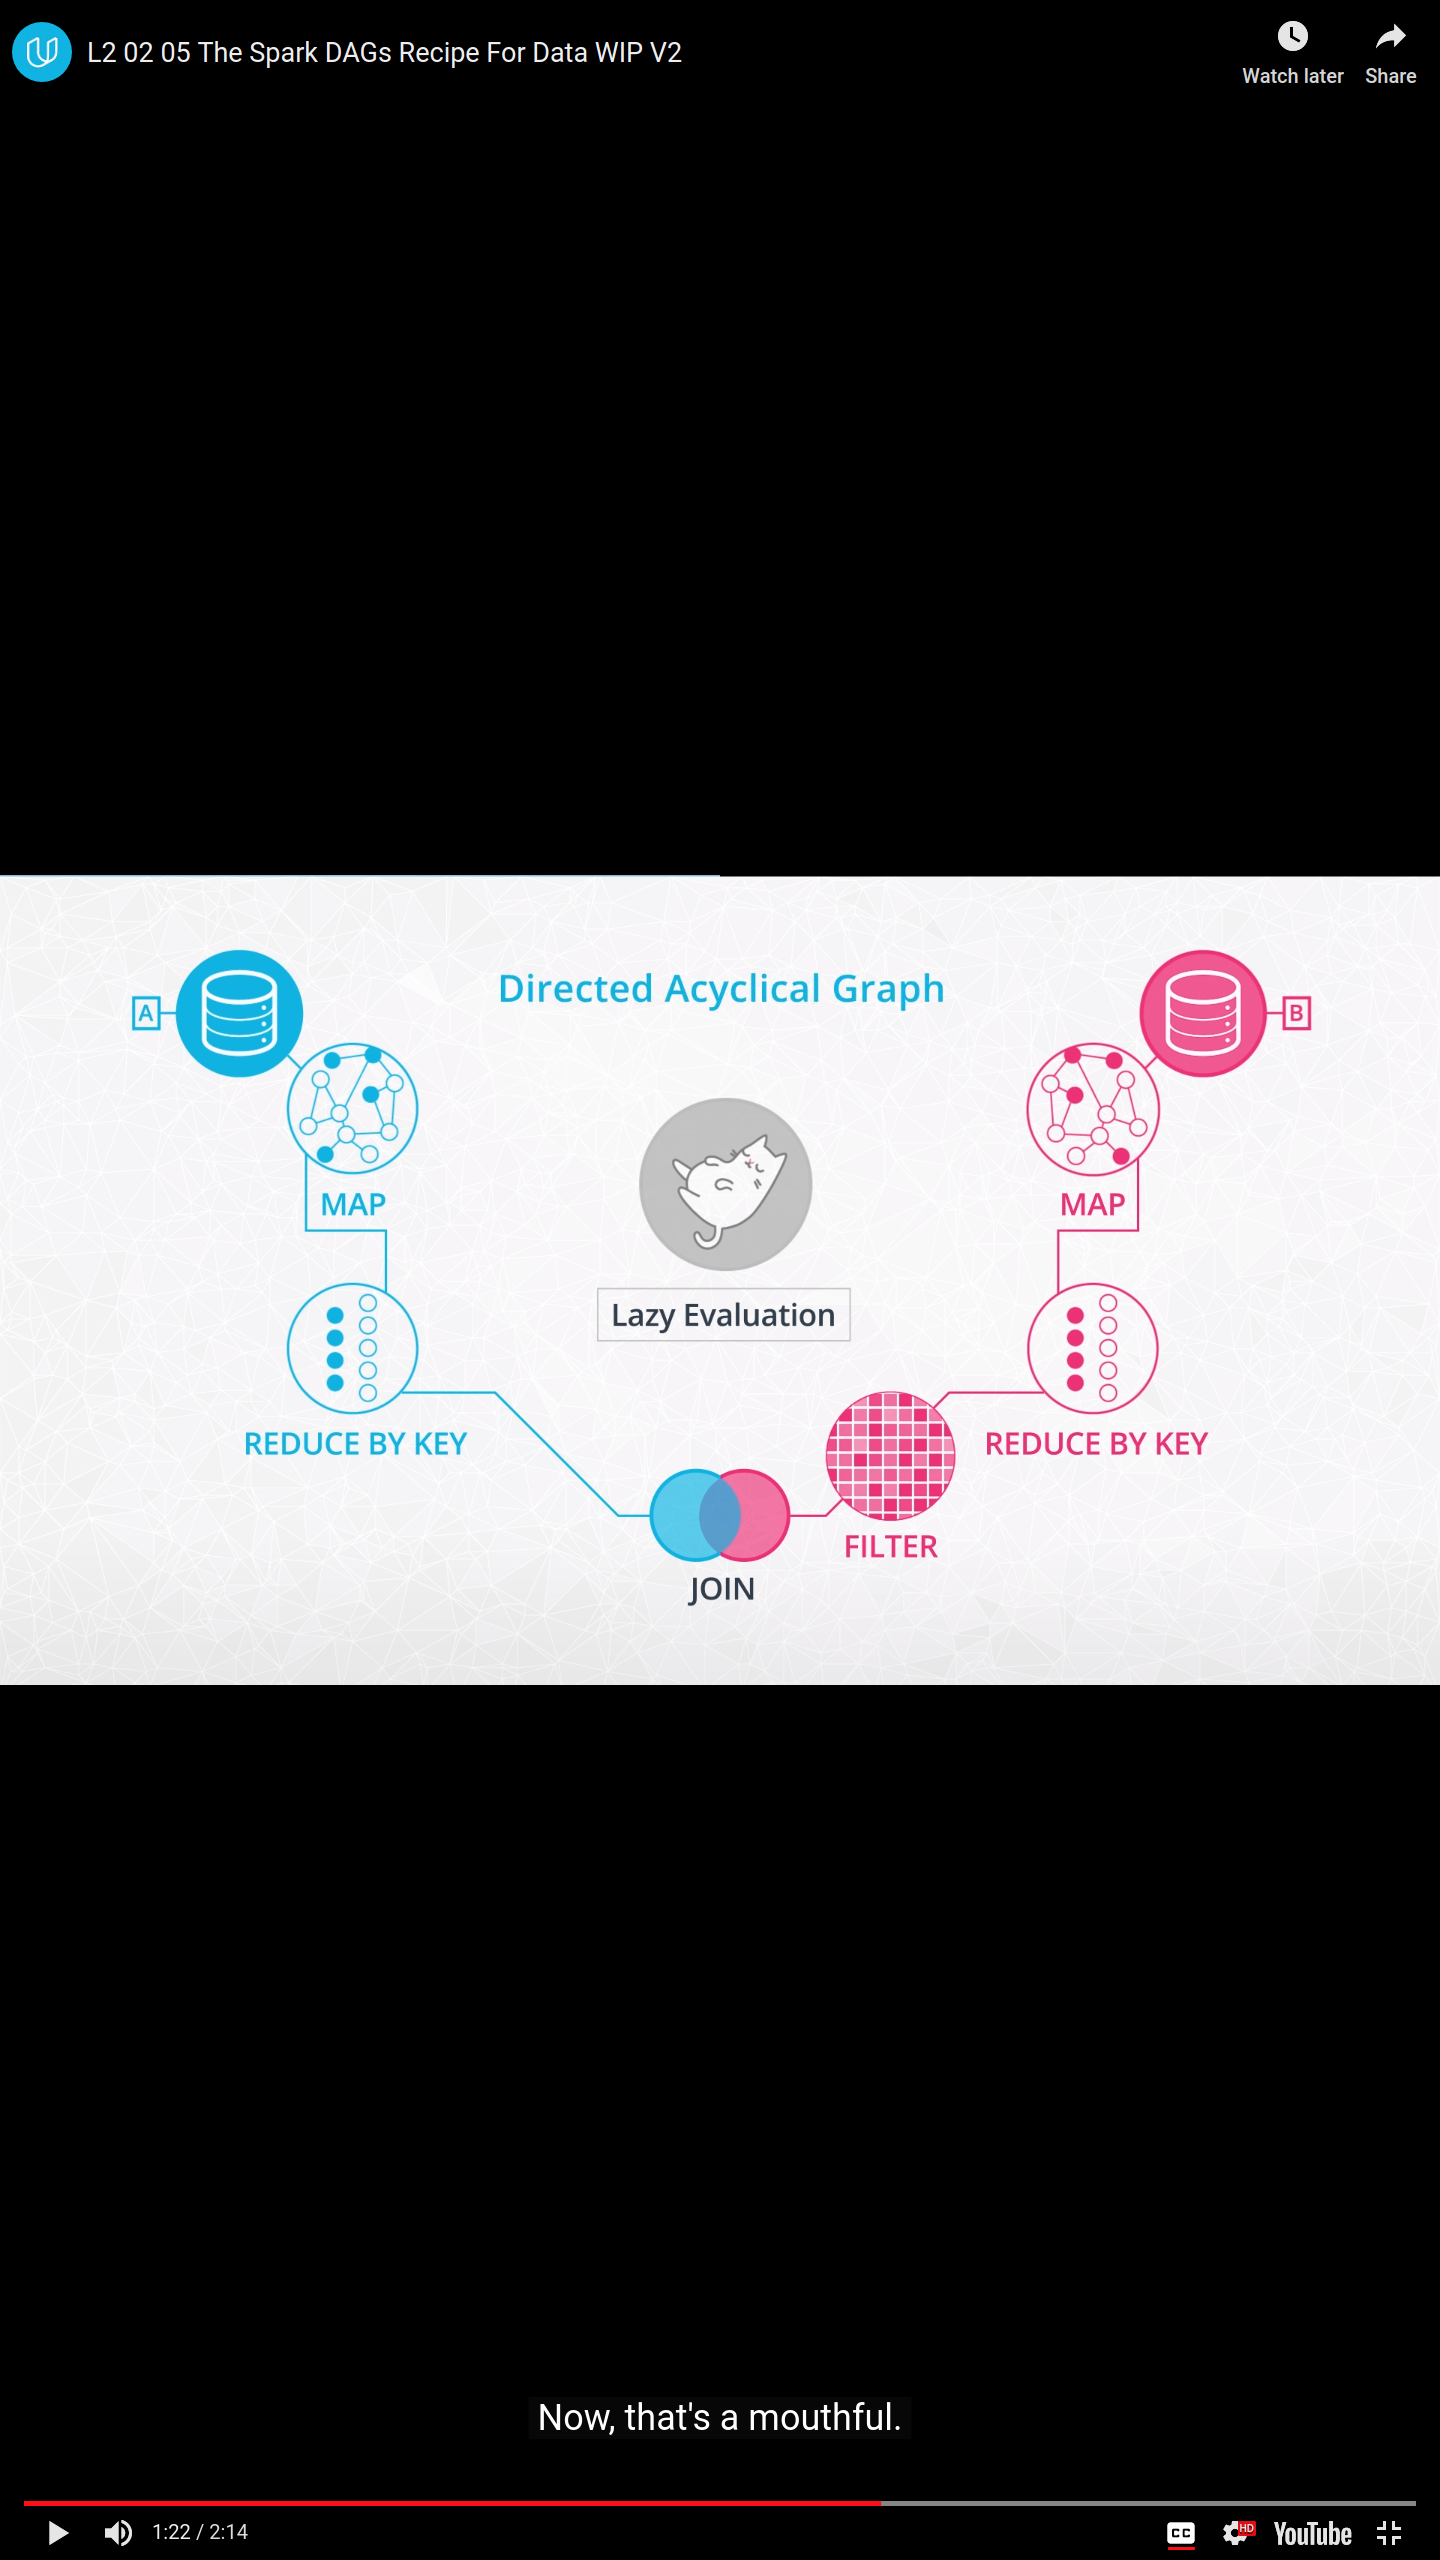 L2 02 05 The Spark DAGs Recipe For Data WIP V2
Watch later
Share
Directed Acyclical Graph
A
B
MAP
MAP
Lazy Evaluation
REDUCE BY KEY
REDUCE BY KEY
FILTER
JOIN
Now, that's a mouthful.
1:22 / 2:14
CC
HD
YouTube